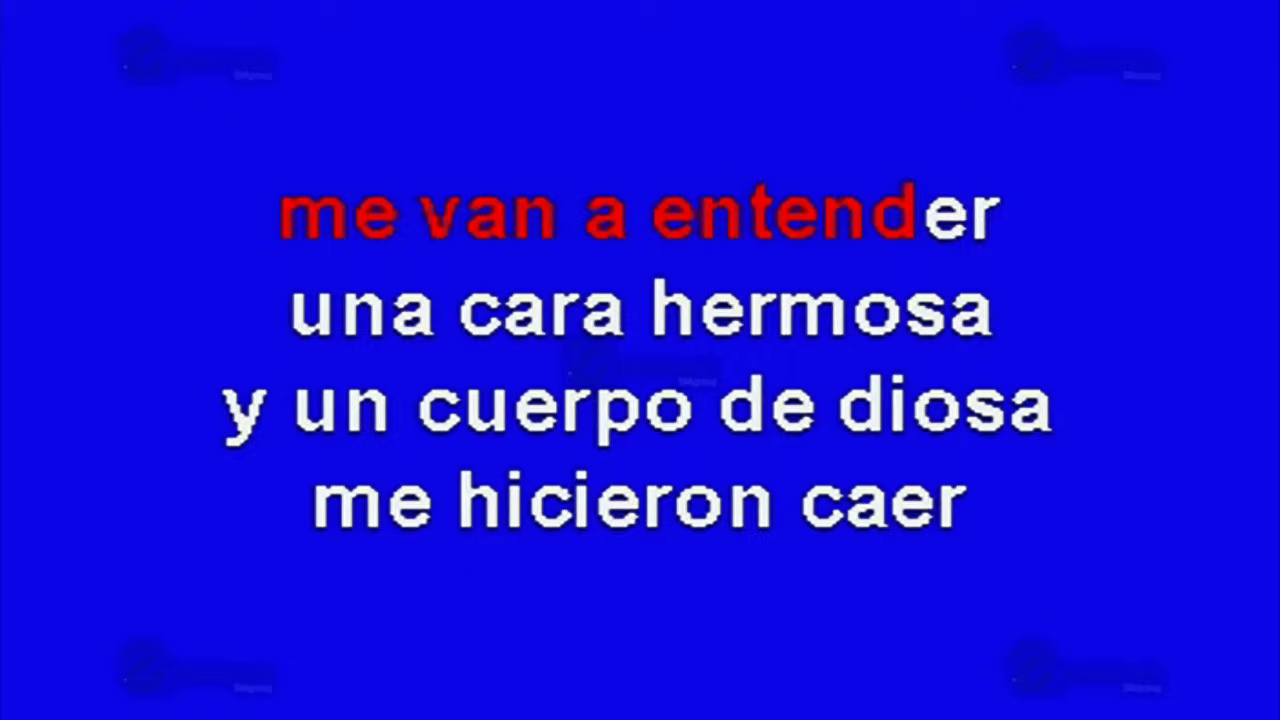 me van a entender
una cara hermosa
y un cuerpo de diosa
me hicieron caer